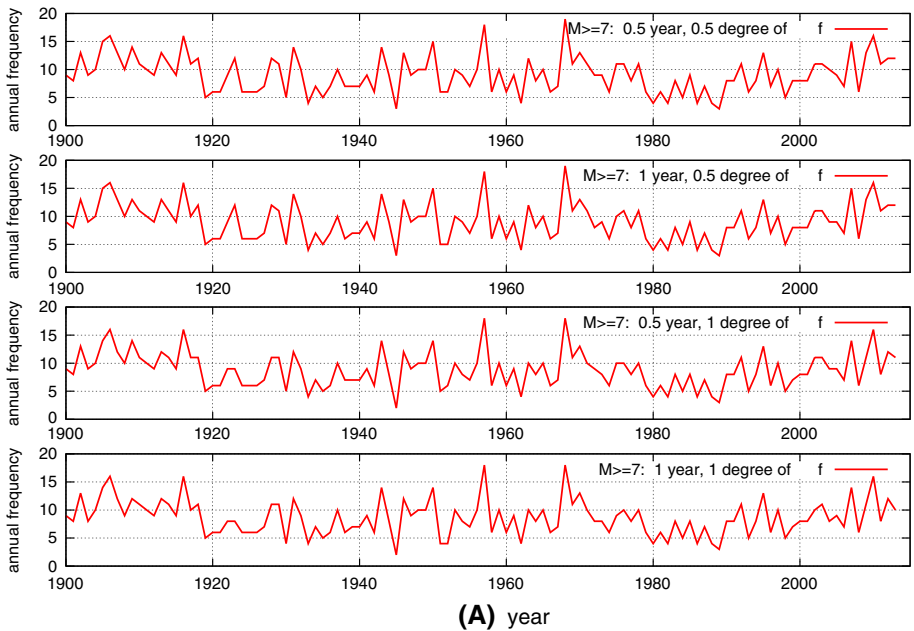 annual frequency
20
15
10
5
0
M>=7: 0.5 year, 0.5 degree of f
1900 1920 1940 1960 1980 2000
annual frequency
20
15
10
5
0
M>=7: 1 year, 0.5 degree of f
1900 1920 1940 1960 1980 2000
annual frequency
20
15
10
5
0
M>=7: 0.5 year, 1 degree of f
1900 1920 1940 1960 1980 2000
annual frequency
20
15
10
5
0
M>=7: 1 year, 1 degree of f
1900 1920 1940 1960 1980 2000
(A) year